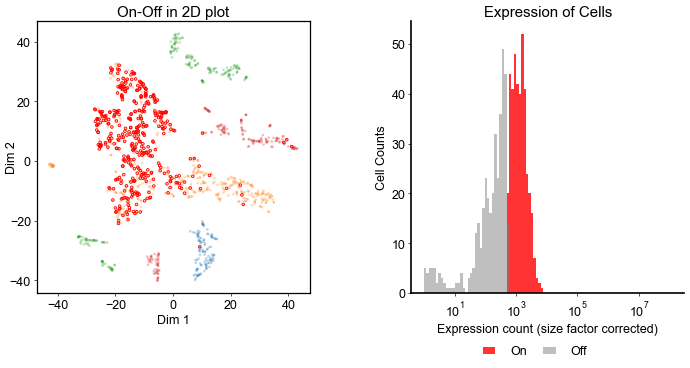 On-Off in 2D plot
40
20
0
−20
−40
Dim 2
−40 −20 0 20 40
Dim 1
Expression of Cells
50
40
30
20
10
0
Cell Counts
10^1 10^3 10^5 10^7
Expression count (size factor corrected)
On Off